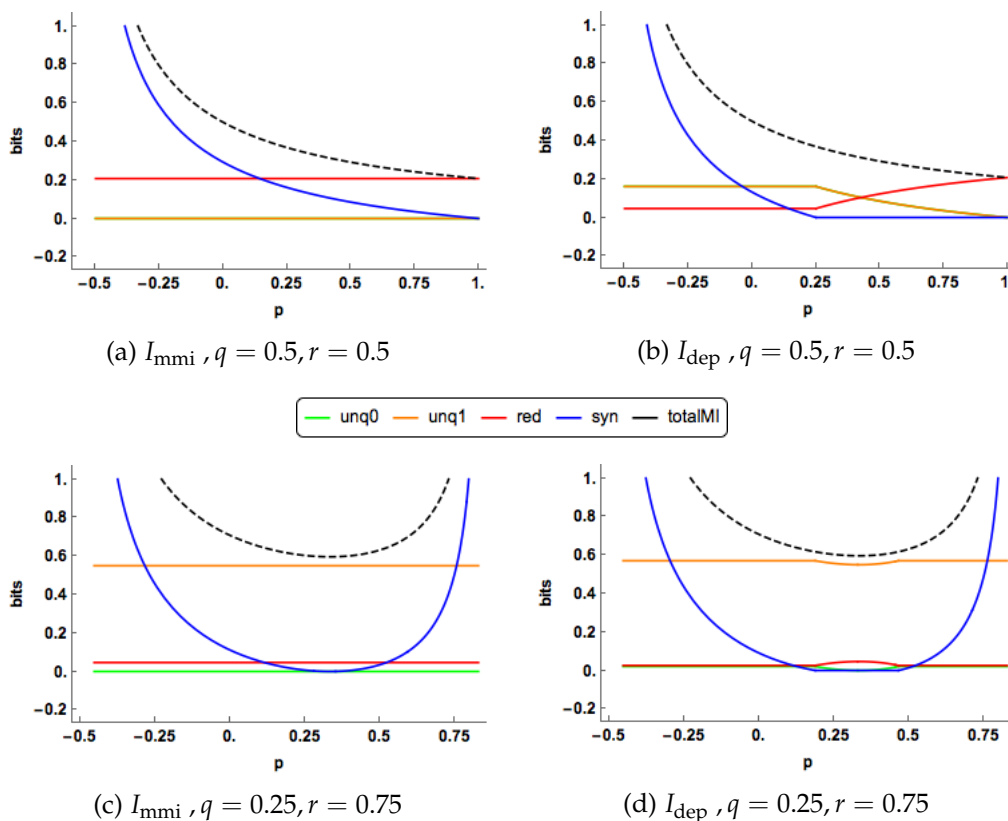 1.
0.8
0.6
0.4
0.2
0.
−0.2
bits
−0.5 −0.25 0. 0.25 0.5 0.75 1.
p
(a) I_mmi , q = 0.5, r = 0.5
1.
0.8
0.6
0.4
0.2
0.
−0.2
bits
−0.5 −0.25 0. 0.25 0.5 0.75 1
p
(b) I_dep , q = 0.5, r = 0.5
unq0 unq1 red syn totalMI
1.
0.8
0.6
0.4
0.2
0.
−0.2
bits
−0.5 −0.25 0. 0.25 0.5 0.75
p
(c) I_mmi , q = 0.25, r = 0.75
1.
0.8
0.6
0.4
0.2
0.
−0.2
bits
−0.5 −0.25 0. 0.25 0.5 0.75
p
(d) I_dep , q = 0.25, r = 0.75